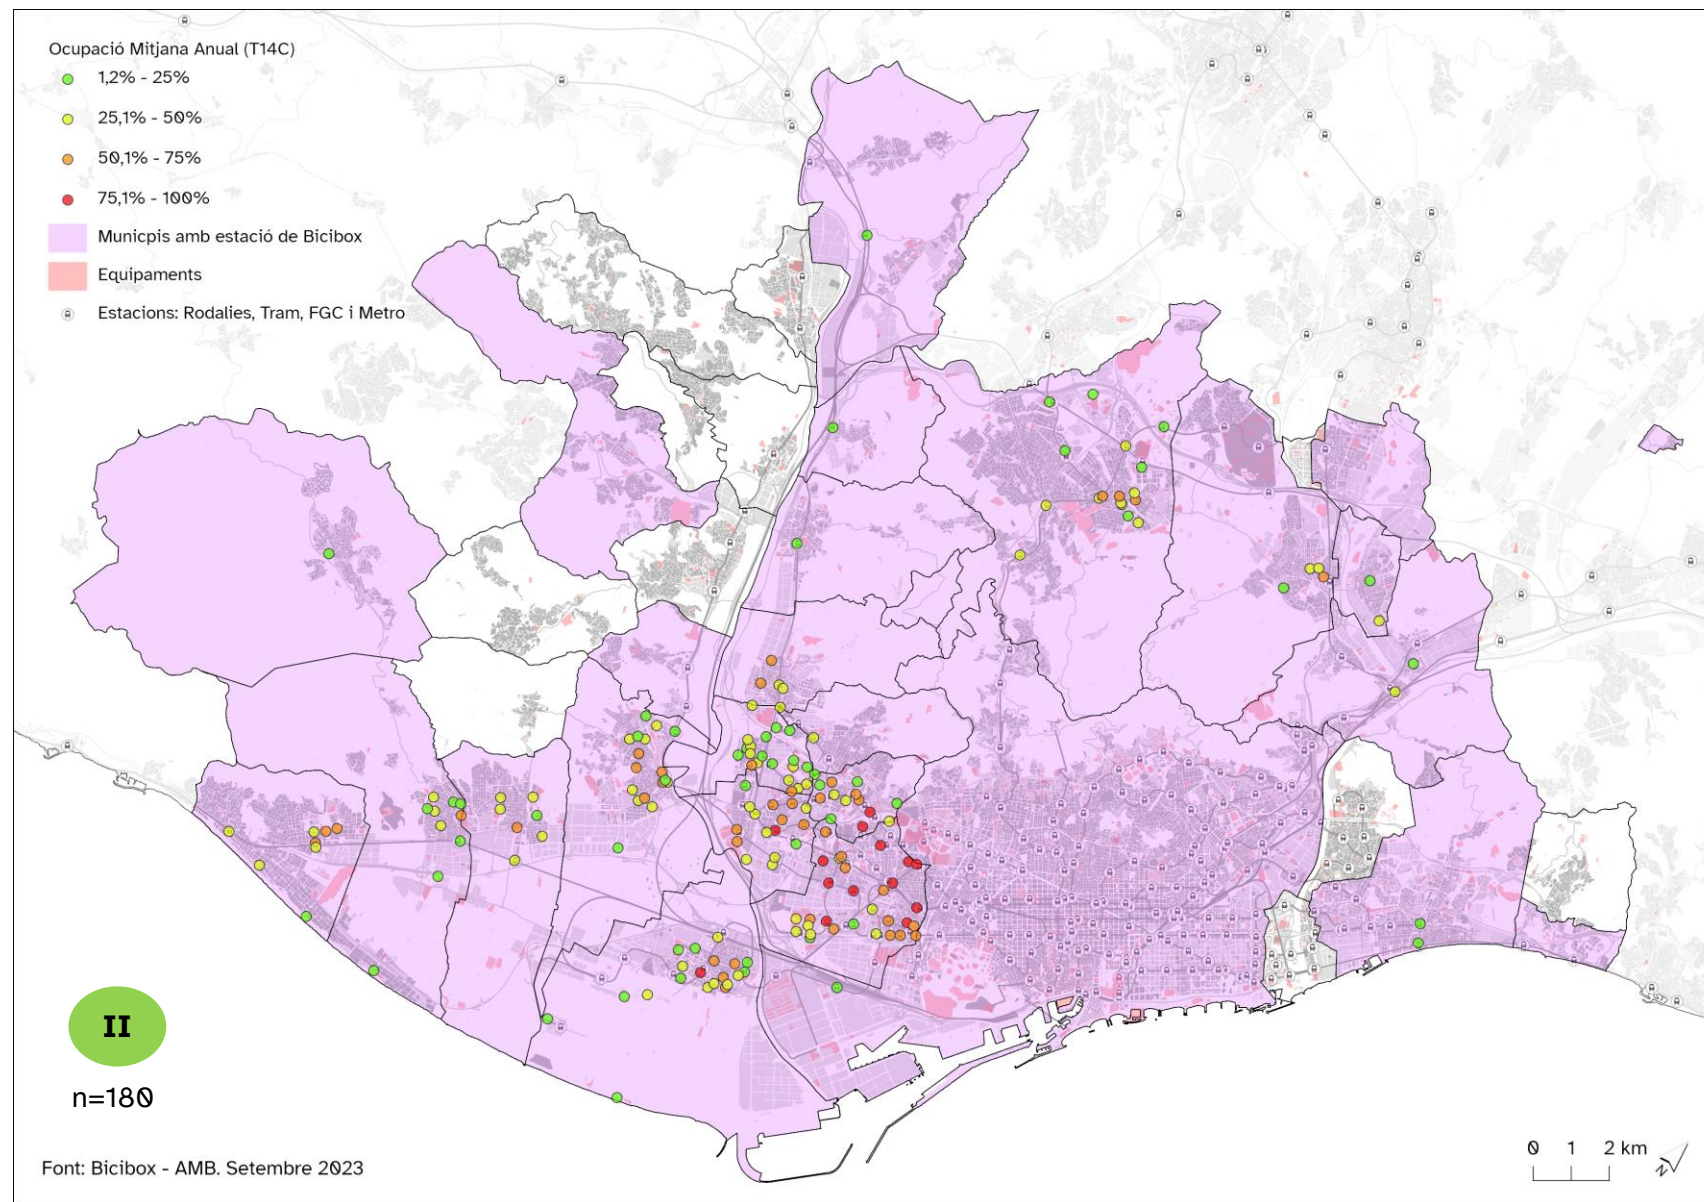 Ocupació Mitjana Anual (T14C)
1,2% - 25%
25,1% - 50%
50,1% - 75%
75,1% - 100%
Municpis amb estació de Bicibox
Equipaments
Estacions: Rodalies, Tram, FGC i Metro
II
n=180
Font: Bicibox - AMB. Setembre 2023
0 1 2 km
N